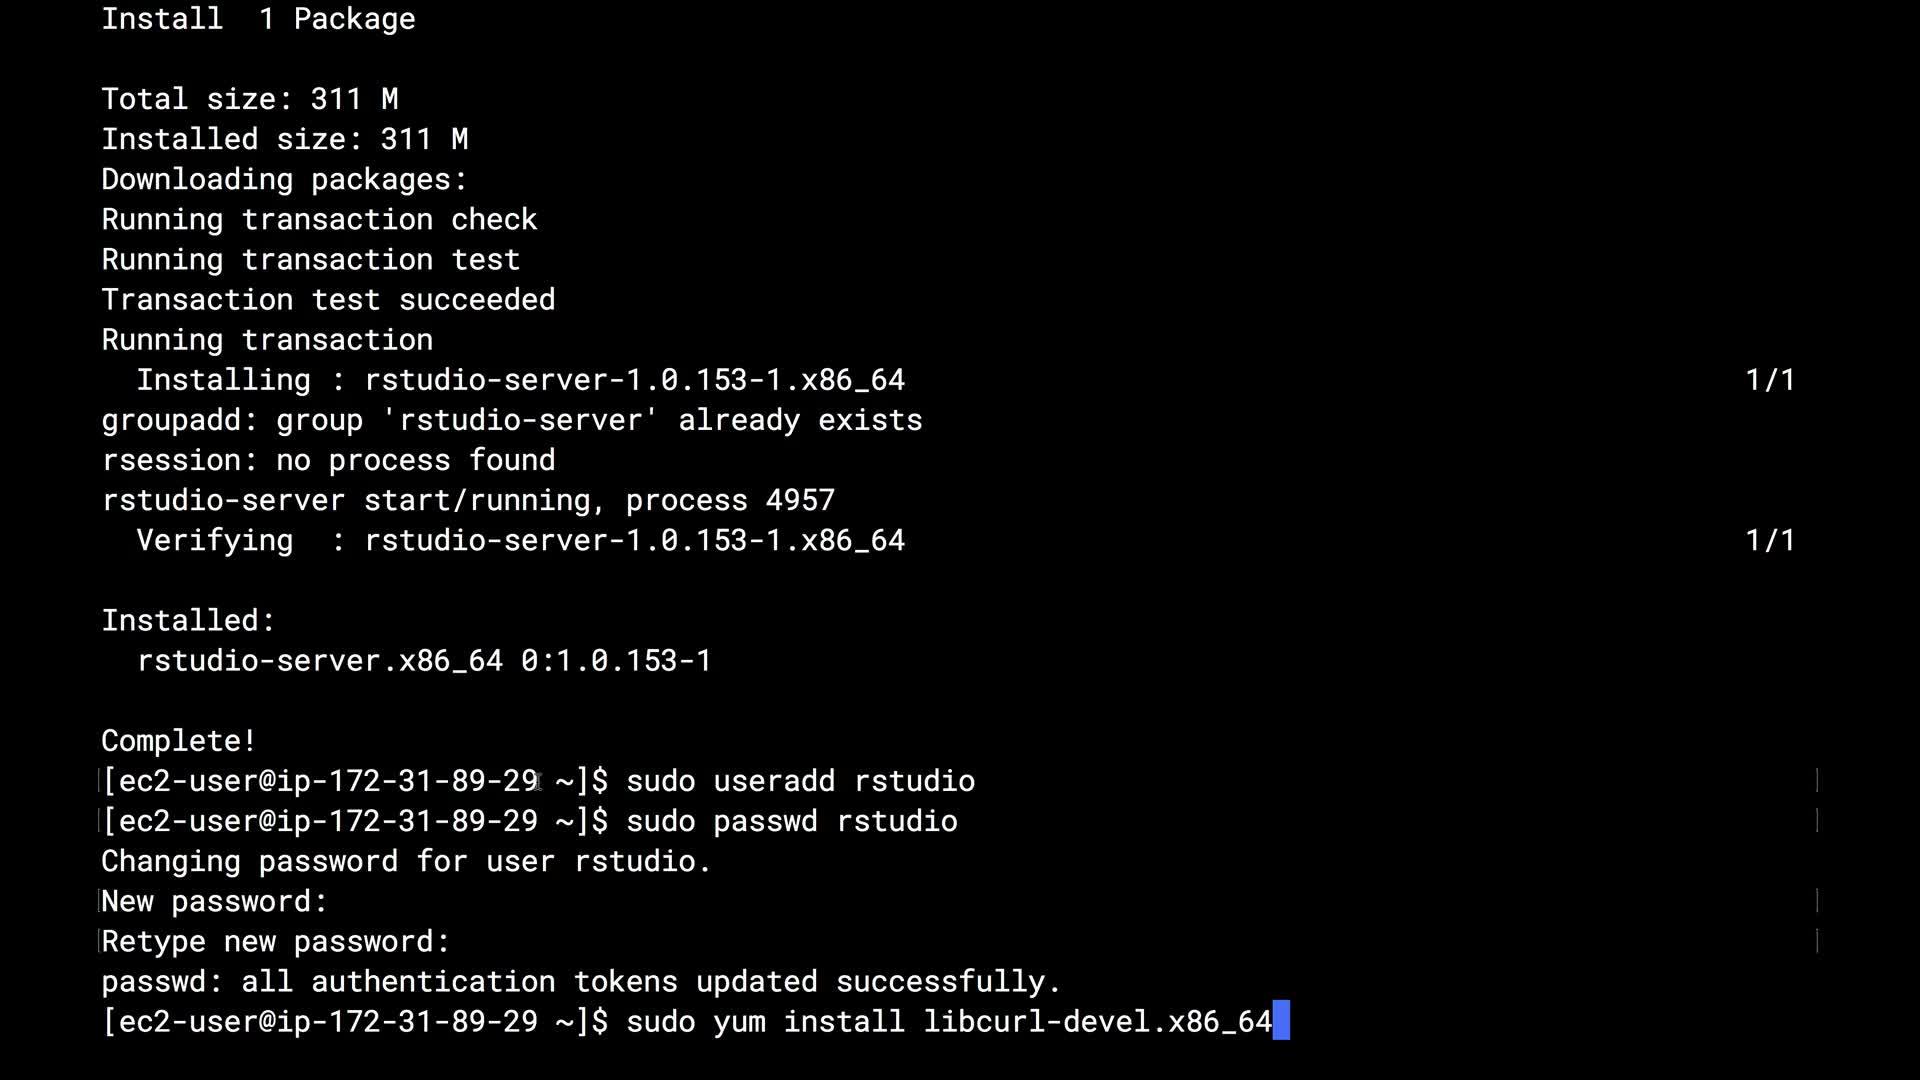 Install  1 Package
Total size: 311 M
Installed size: 311 M
Downloading packages:
Running transaction check
Running transaction test
Transaction test succeeded
Running transaction
  Installing : rstudio-server-1.0.153-1.x86_64 1/1
groupadd: group 'rstudio-server' already exists
rsession: no process found
rstudio-server start/running, process 4957
  Verifying  : rstudio-server-1.0.153-1.x86_64 1/1
Installed:
  rstudio-server.x86_64 0:1.0.153-1
Complete!
[ec2-user@ip-172-31-89-29 ~]$ sudo useradd rstudio
[ec2-user@ip-172-31-89-29 ~]$ sudo passwd rstudio
Changing password for user rstudio.
New password:
Retype new password:
passwd: all authentication tokens updated successfully.
[ec2-user@ip-172-31-89-29 ~]$ sudo yum install libcurl-devel.x86_64